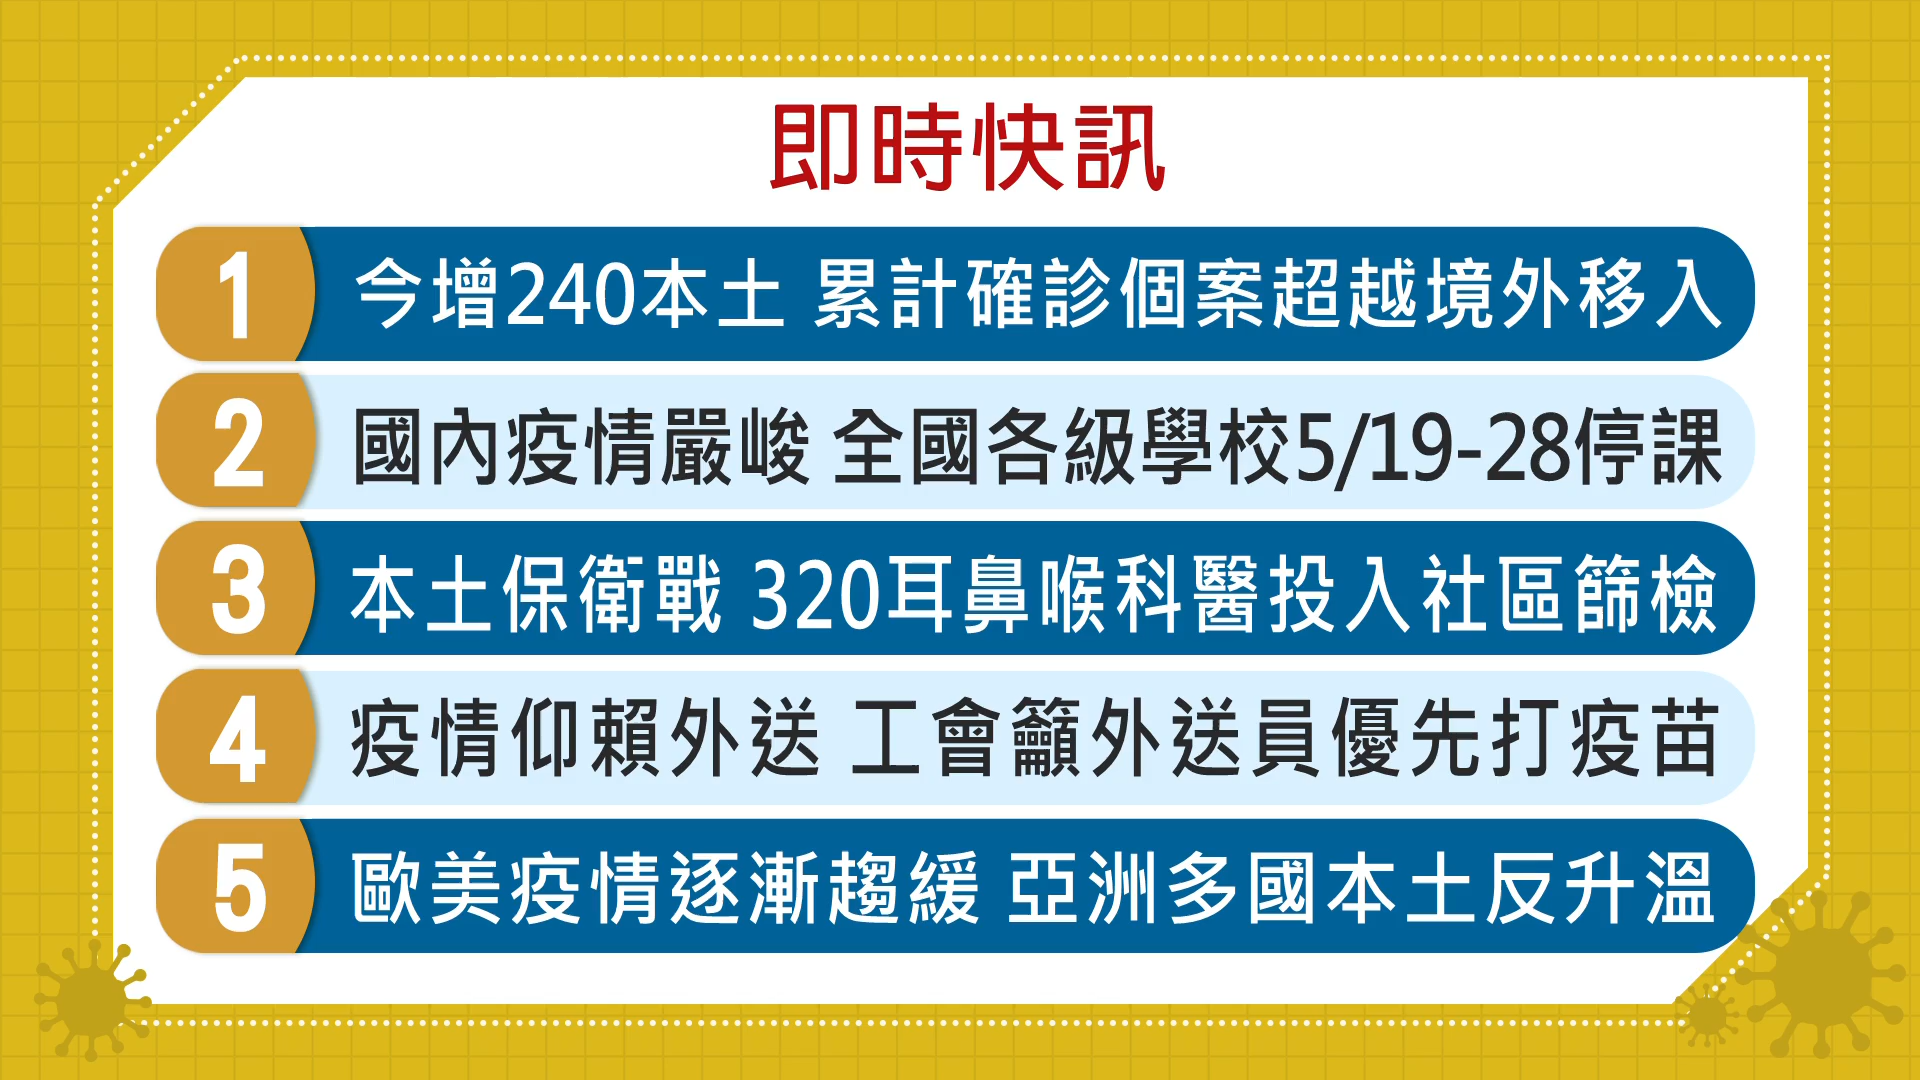 即時快訊
1 今增240本土 累計確診個案超越境外移入
2 國內疫情嚴峻 全國各級學校5/19-28停課
3 本土保衛戰 320耳鼻喉科醫投入社區篩檢
4 疫情仰賴外送 工會籲外送員優先打疫苗
5 歐美疫情逐漸趨緩 亞洲多國本土反升溫